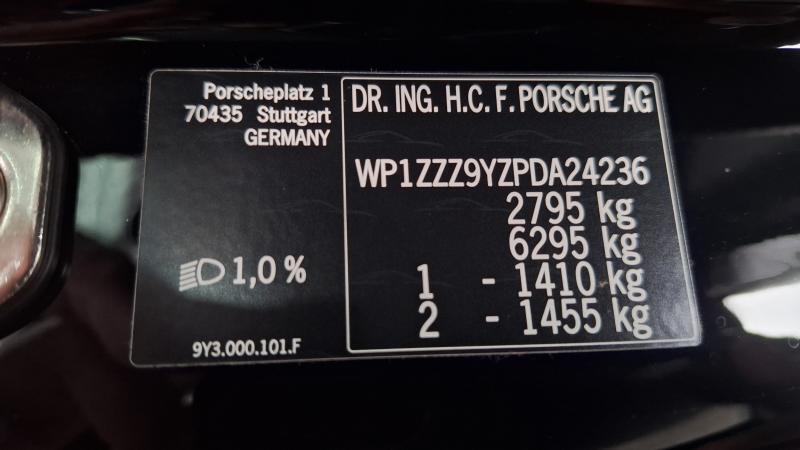 Porscheplatz 1
70435 Stuttgart
GERMANY
1,0 %
9Y3.000.101.F
DR. ING. H.C. F. PORSCHE AG
WP1ZZZ9YZPDA24236
2795 kg
6295 kg
1 - 1410 kg
2 - 1455 kg